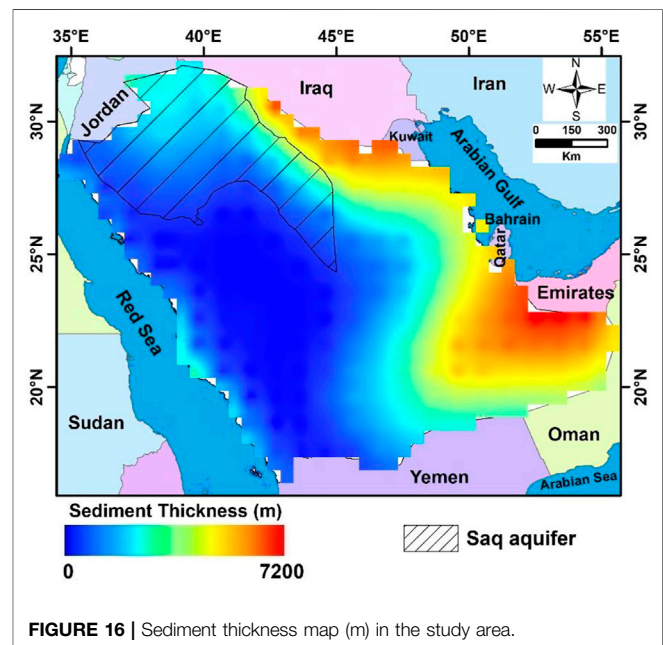 35°E 40°E 45°E 50°E 55°E
N
W E
S
0 150 300
Km
Iraq
Iran
Jordan
30°N
30°N
Kuwait
Arabian Gulf
Bahrain
Qatar
25°N
25°N
Emirates
Red Sea
20°N
20°N
Sudan
Oman
Yemen
Arabian Sea
Sediment Thickness (m)
0 7200
Saq aquifer
FIGURE 16 | Sediment thickness map (m) in the study area.